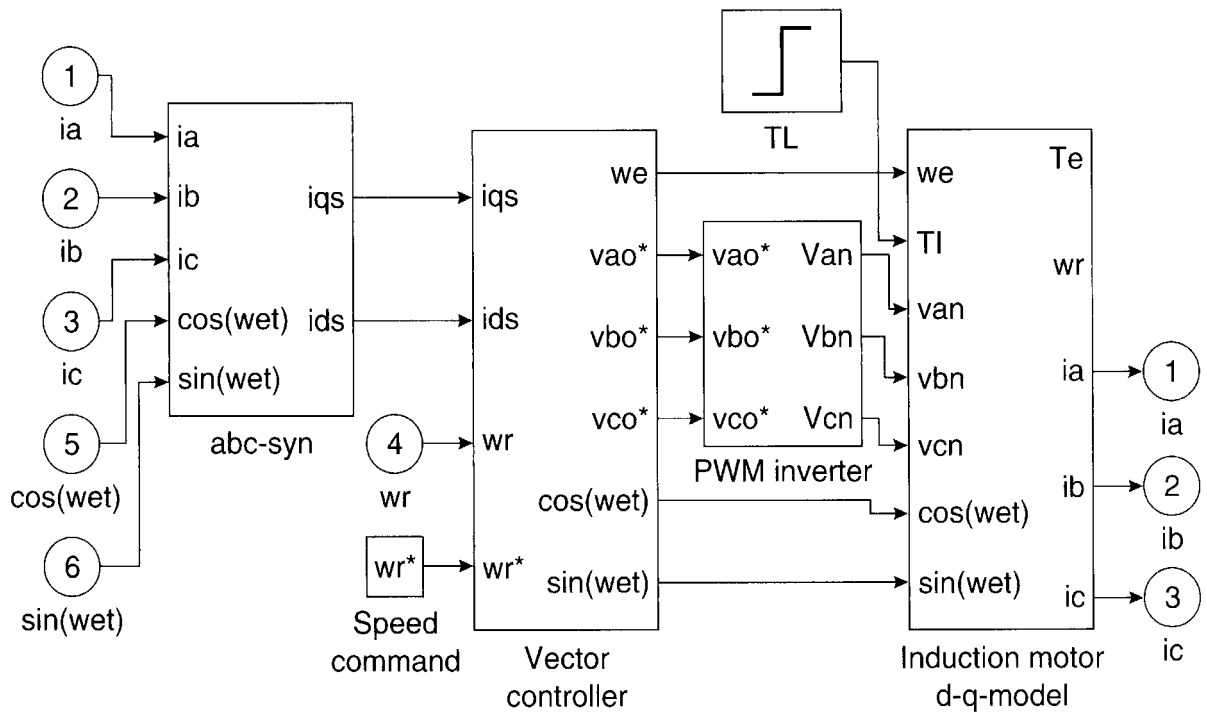 1
ia
2
ib
3
ic
5
cos(wet)
6
sin(wet)
ia
ib
ic
cos(wet)
sin(wet)
iqs
ids
abc-syn
4
wr
wr*
Speed
command
iqs
ids
wr
wr*
we
vao*
vbo*
vco*
cos(wet)
sin(wet)
Vector
controller
TL
vao*
vbo*
vco*
Van
Vbn
Vcn
PWM inverter
we
Tl
van
vbn
vcn
cos(wet)
sin(wet)
Te
wr
ia
ib
ic
Induction motor
d-q-model
1
ia
2
ib
3
ic